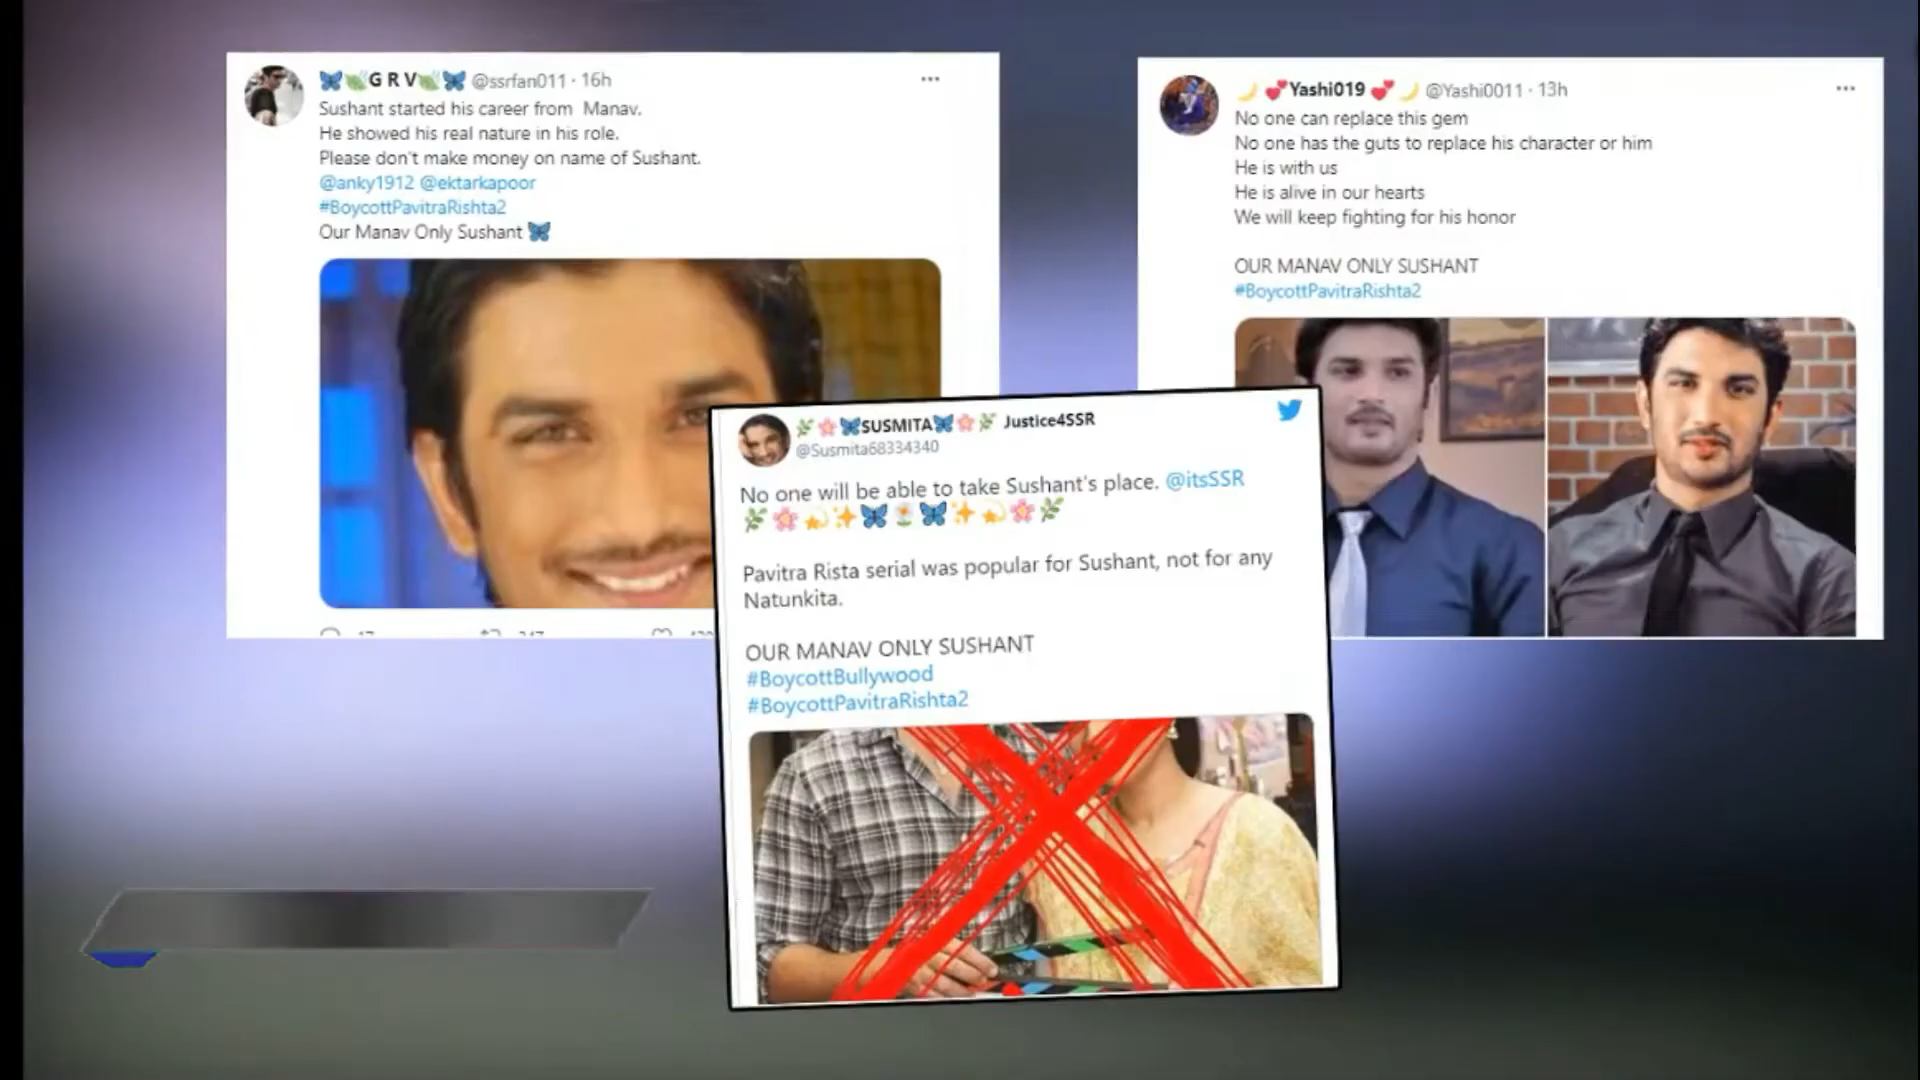 🦋🍃G R V🍃🦋 @ssrfan011 · 16h
Sushant started his career from Manav.
He showed his real nature in his role.
Please don't make money on name of Sushant.
@anky1912 @ektarkapoor
#BoycottPavitraRishta2
Our Manav Only Sushant 🦋
🌙 💕Yashi019 💕 🌙 @Yashi0011 · 13h
No one can replace this gem
No one has the guts to replace his character or him
He is with us
He is alive in our hearts
We will keep fighting for his honor
OUR MANAV ONLY SUSHANT
#BoycottPavitraRishta2
🌿🌸🦋SUSMITA🦋🌸🌿 Justice4SSR
@Susmita68334340
No one will be able to take Sushant's place. @itsSSR
🌿🌸💫✨🦋🌼🦋✨💫🌸🌿
Pavitra Rista serial was popular for Sushant, not for any
Natunkita.
OUR MANAV ONLY SUSHANT
#BoycottBullywood
#BoycottPavitraRishta2